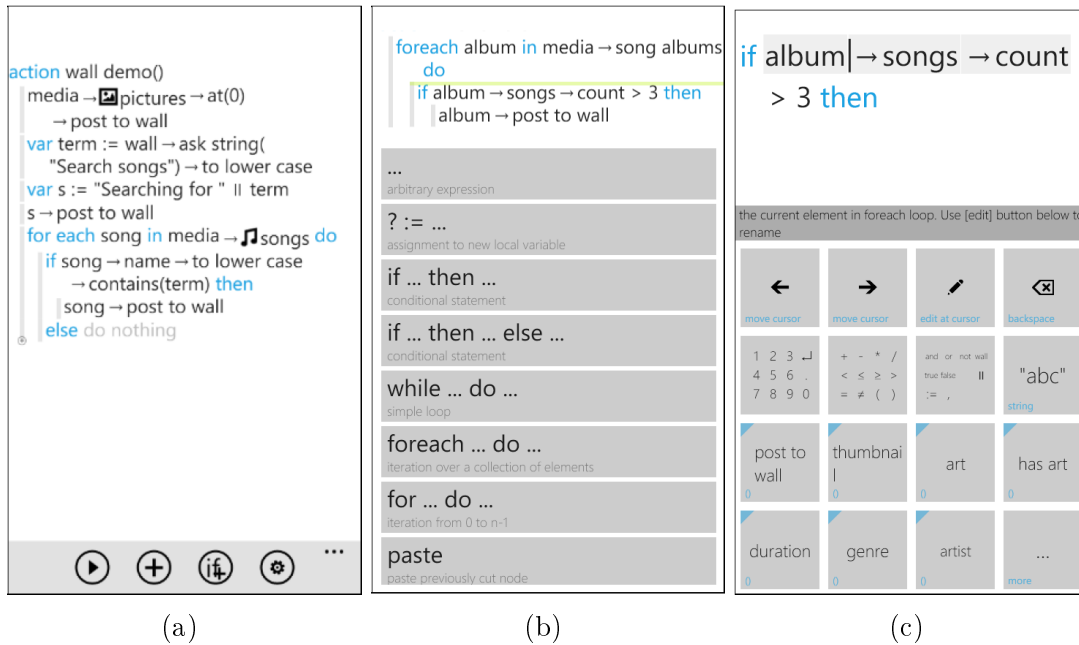 action wall demo()
media → pictures → at(0)
→ post to wall
var term := wall → ask string(
"Search songs") → to lower case
var s := "Searching for " || term
s → post to wall
for each song in media → songs do
if song → name → to lower case
→ contains(term) then
song → post to wall
else do nothing
if+
...
(a)
foreach album in media → song albums
do
if album → songs → count > 3 then
album → post to wall
...
arbitrary expression
? := ...
assignment to new local variable
if ... then ...
conditional statement
if ... then ... else ...
conditional statement
while ... do ...
simple loop
foreach ... do ...
iteration over a collection of elements
for ... do ...
iteration from 0 to n-1
paste
paste previously cut node
(b)
if album → songs → count
> 3 then
the current element in foreach loop. Use [edit] button below to
rename
move cursor
move cursor
edit at cursor
backspace
1 2 3 ↵
4 5 6 .
7 8 9 0
+ - * /
< ≤ ≥ >
= ≠ ( )
and or not wall
true false ||
:= ,
"abc"
string
post to
wall
()
thumbnai
l
()
art
()
has art
()
duration
()
genre
()
artist
()
...
more
(c)